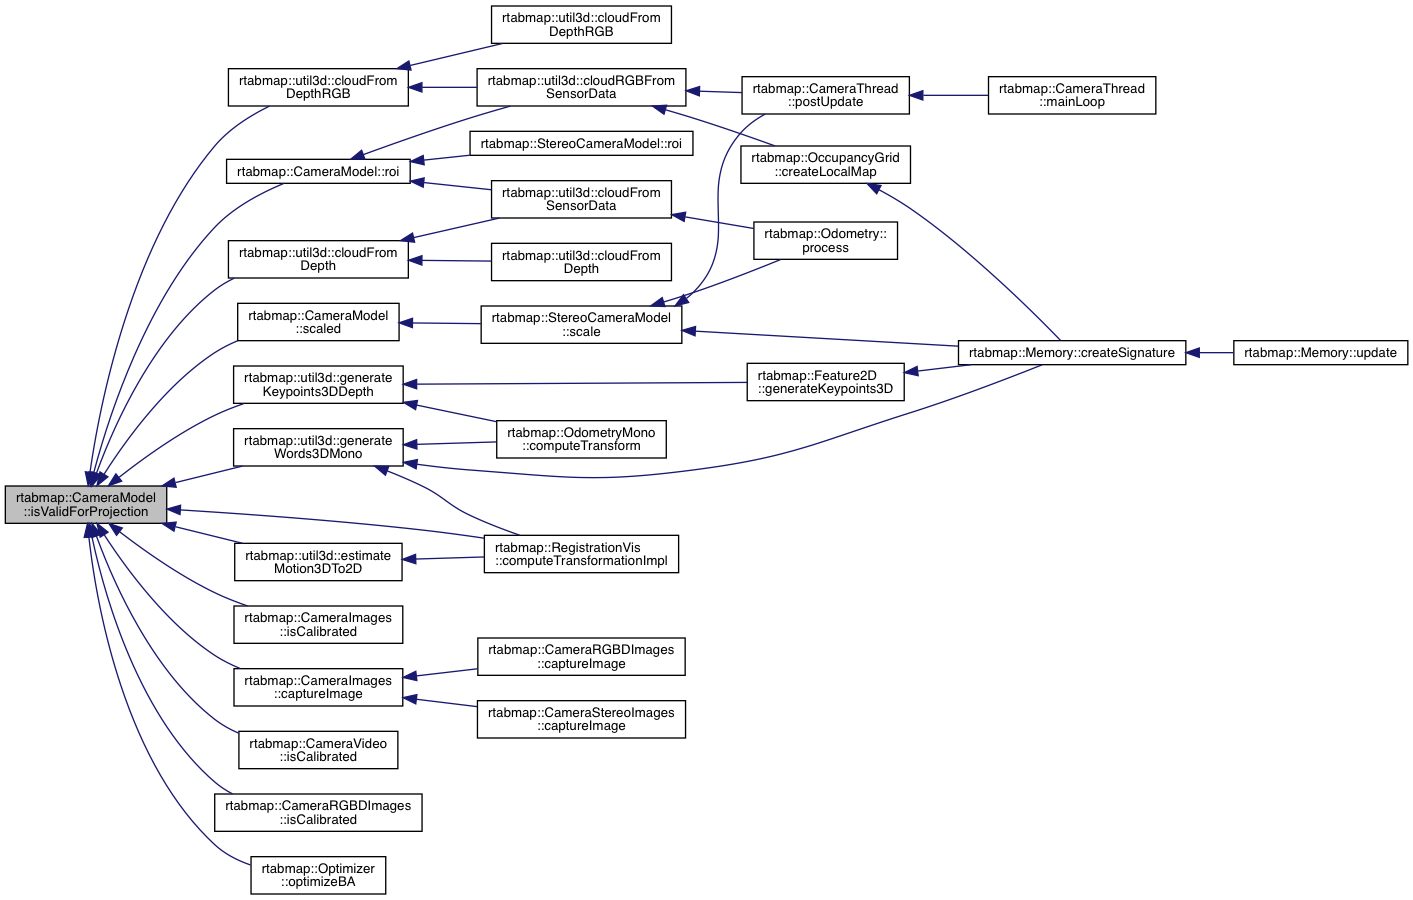 rtabmap::CameraModel
::isValidForProjection
rtabmap::util3d::cloudFrom
DepthRGB
rtabmap::CameraModel::roi
rtabmap::util3d::cloudFrom
Depth
rtabmap::CameraModel
::scaled
rtabmap::util3d::generate
Keypoints3DDepth
rtabmap::util3d::generate
Words3DMono
rtabmap::util3d::estimate
Motion3DTo2D
rtabmap::CameraImages
::isCalibrated
rtabmap::CameraImages
::captureImage
rtabmap::CameraVideo
::isCalibrated
rtabmap::CameraRGBDImages
::isCalibrated
rtabmap::Optimizer
::optimizeBA
rtabmap::util3d::cloudFrom
DepthRGB
rtabmap::util3d::cloudRGBFrom
SensorData
rtabmap::StereoCameraModel::roi
rtabmap::util3d::cloudFrom
SensorData
rtabmap::util3d::cloudFrom
Depth
rtabmap::StereoCameraModel
::scale
rtabmap::OdometryMono
::computeTransform
rtabmap::RegistrationVis
::computeTransformationImpl
rtabmap::CameraRGBDImages
::captureImage
rtabmap::CameraStereoImages
::captureImage
rtabmap::CameraThread
::postUpdate
rtabmap::OccupancyGrid
::createLocalMap
rtabmap::Odometry::
process
rtabmap::Feature2D
::generateKeypoints3D
rtabmap::CameraThread
::mainLoop
rtabmap::Memory::createSignature
rtabmap::Memory::update